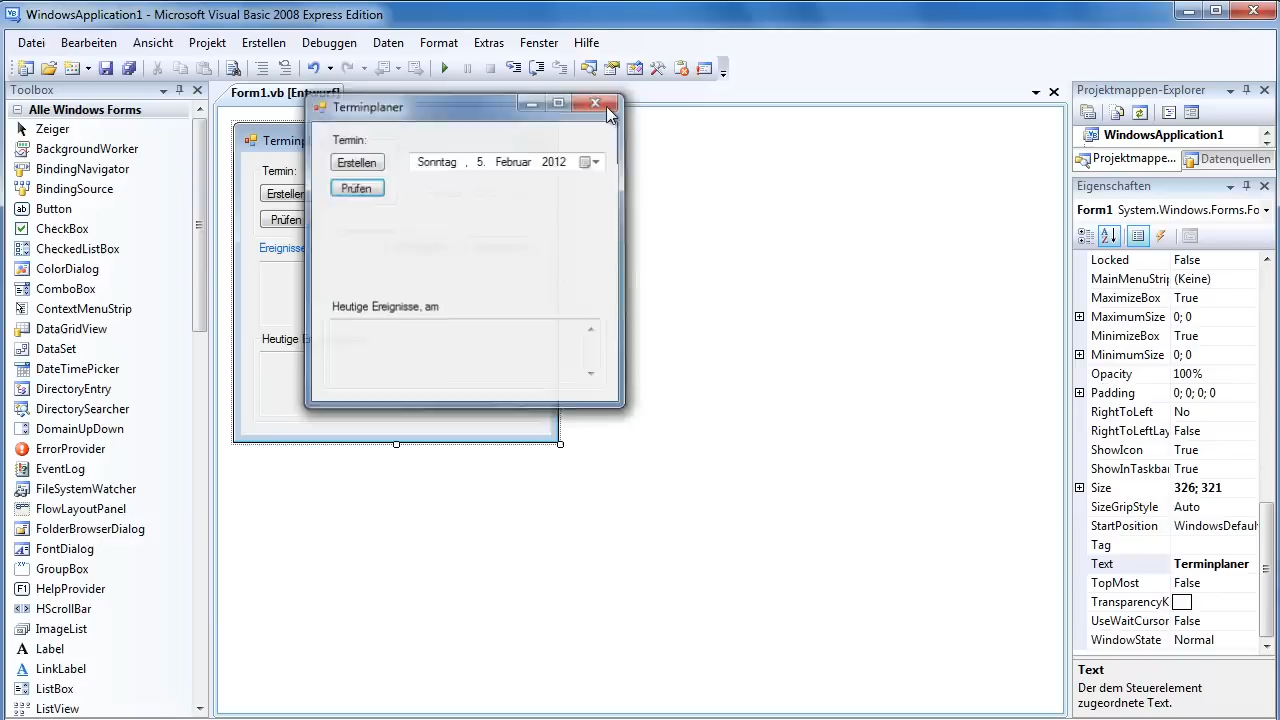 WindowsApplication1 - Microsoft Visual Basic 2008 Express Edition
Datei Bearbeiten Ansicht Projekt Erstellen Debuggen Daten Format Extras Fenster Hilfe
Toolbox
Alle Windows Forms
Zeiger
BackgroundWorker
BindingNavigator
BindingSource
Button
CheckBox
CheckedListBox
ColorDialog
ComboBox
ContextMenuStrip
DataGridView
DataSet
DateTimePicker
DirectoryEntry
DirectorySearcher
DomainUpDown
ErrorProvider
EventLog
FileSystemWatcher
FlowLayoutPanel
FolderBrowserDialog
FontDialog
GroupBox
HelpProvider
HScrollBar
ImageList
Label
LinkLabel
ListBox
ListView
Form1.vb [Entwurf]
Terminp
Termin:
Erstellen
Prüfen
Ereignisse
Heutige E
Terminplaner
Termin:
Erstellen
Sonntag , 5. Februar 2012
Prüfen
Heutige Ereignisse, am
Projektmappen-Explorer
WindowsApplication1
Projektmappe... Datenquellen
Eigenschaften
Form1 System.Windows.Forms.Fo
Locked False
MainMenuStrip (Keine)
MaximizeBox True
MaximumSize 0; 0
MinimizeBox True
MinimumSize 0; 0
Opacity 100%
Padding 0; 0; 0; 0
RightToLeft No
RightToLeftLay False
ShowIcon True
ShowInTaskba True
Size 326; 321
SizeGripStyle Auto
StartPosition WindowsDefaul
Tag
Text Terminplaner
TopMost False
TransparencyK
UseWaitCursor False
WindowState Normal
Text
Der dem Steuerelement
zugeordnete Text.